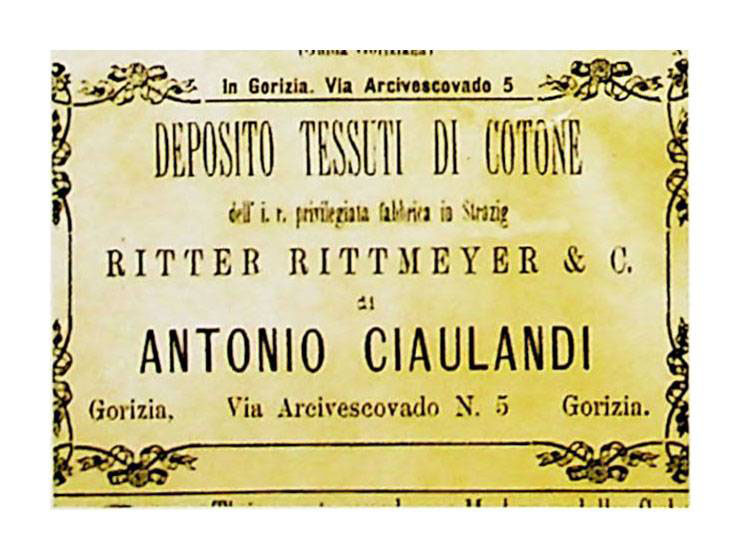 In Gorizia. Via Arcivescovado 5
DEPOSITO TESSUTI DI COTONE
dell' i. r. privilegiata fabbrica in Strazig
RITTER RITTMEYER & C.
di
ANTONIO CIAULANDI
Gorizia, Via Arcivescovado N. 5 Gorizia.